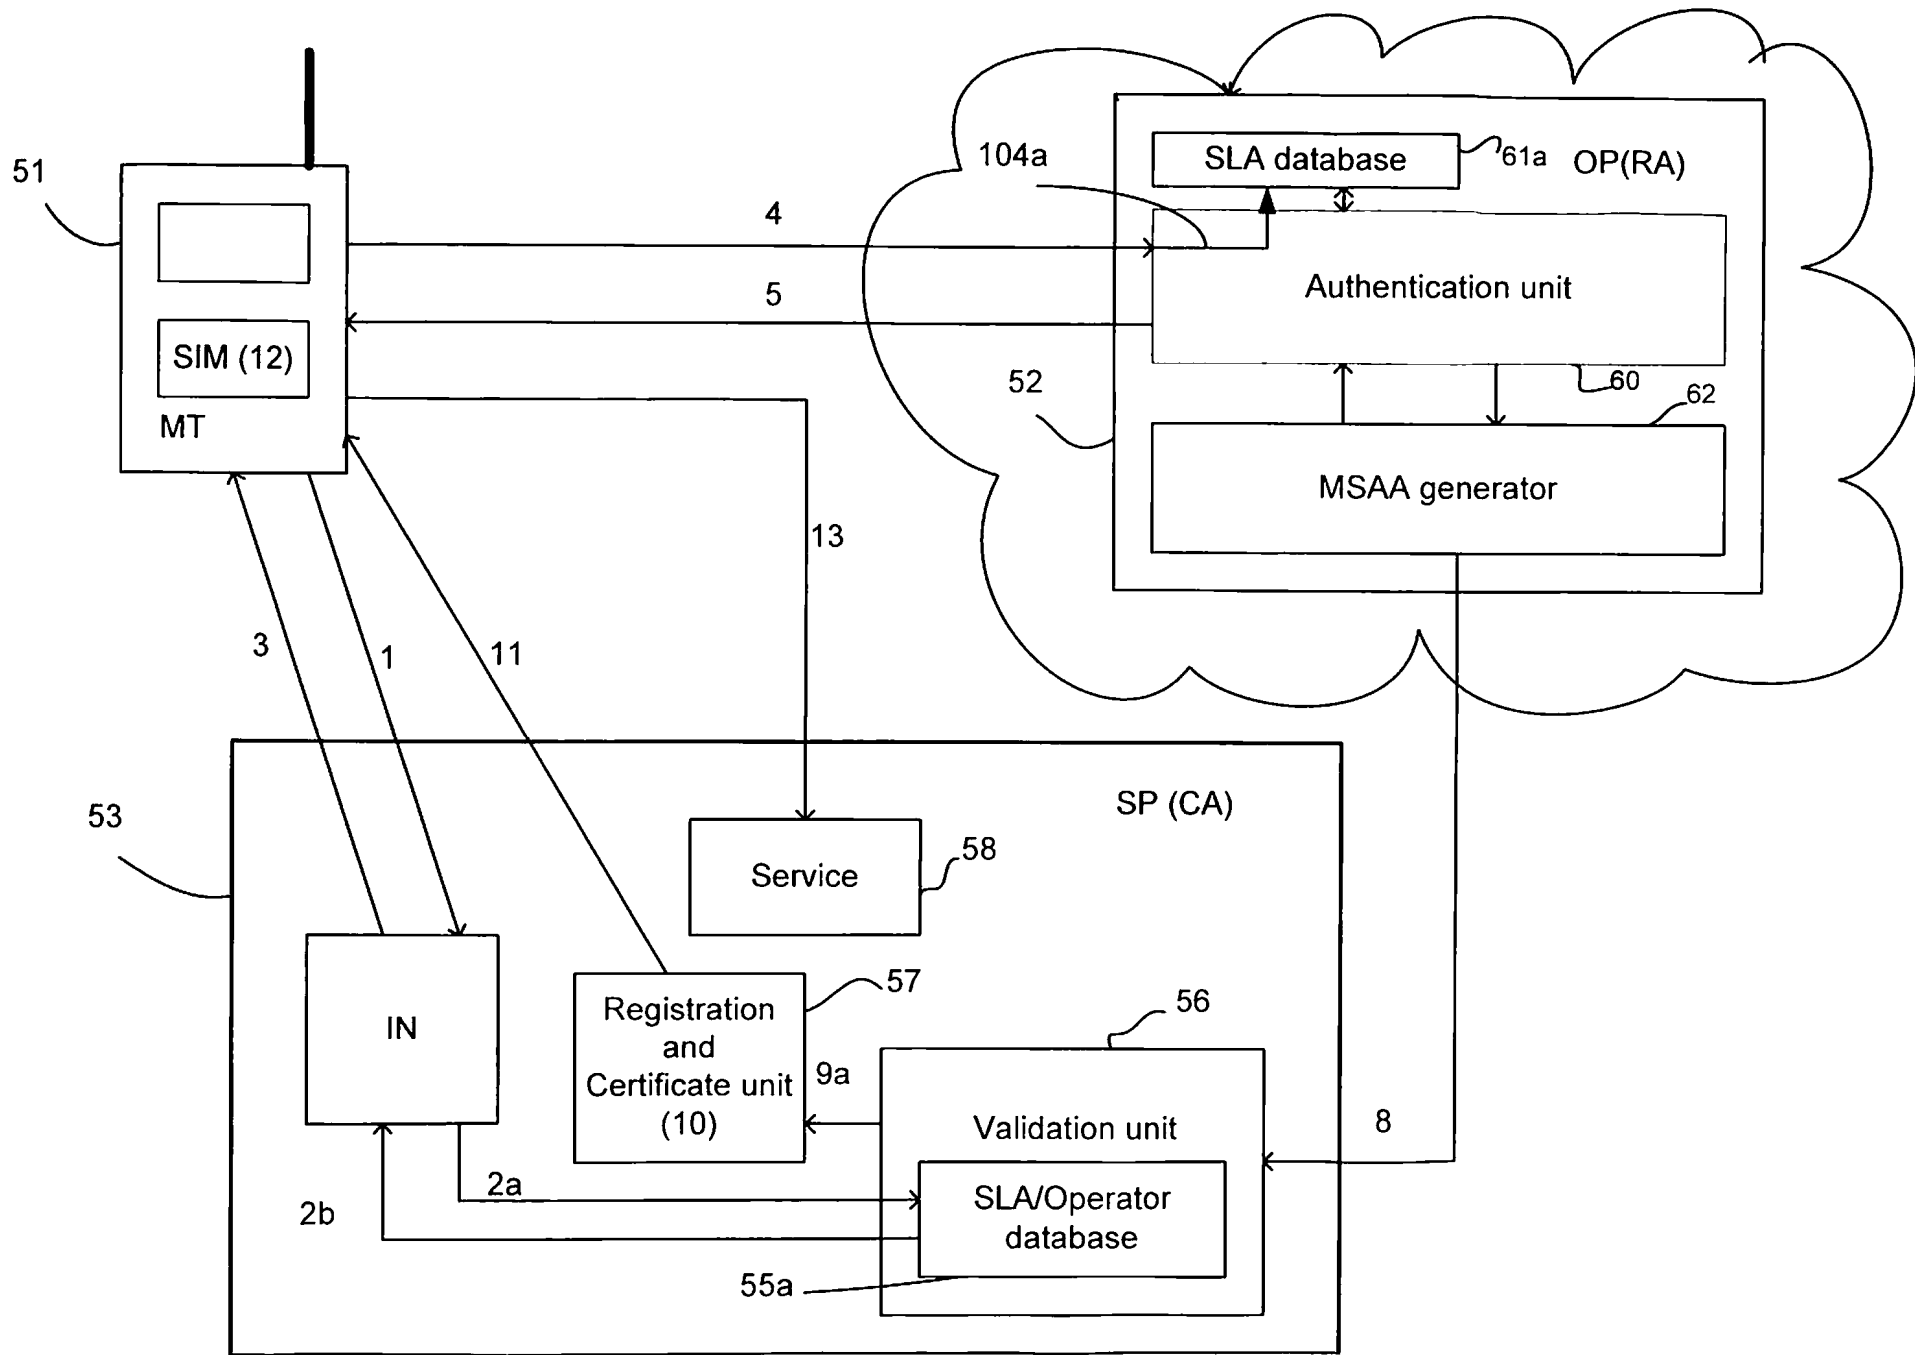 51
SIM (12)
MT
4
5
104a
SLA database
61a
OP(RA)
Authentication unit
60
52
62
MSAA generator
13
3
1
11
53
SP (CA)
Service
58
IN
57
Registration
and
Certificate unit
(10)
9a
56
Validation unit
8
2a
2b
SLA/Operator
database
55a